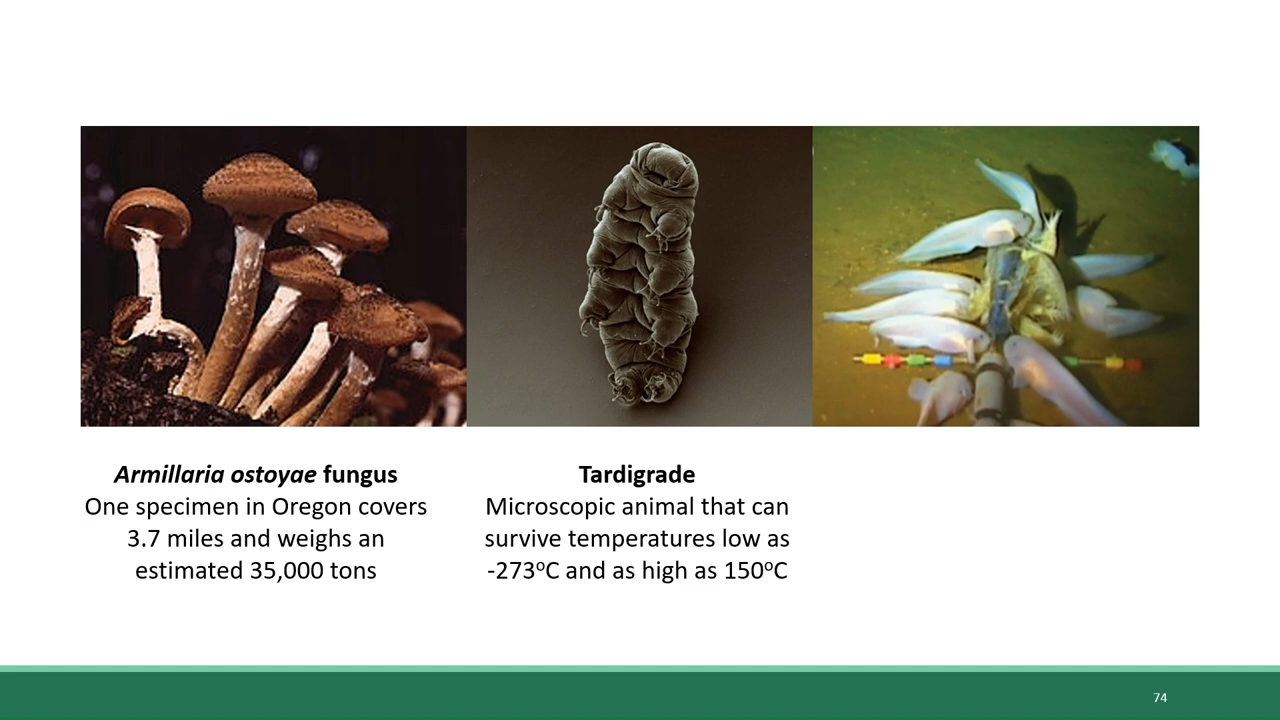 Armillaria ostoyae fungus
One specimen in Oregon covers
3.7 miles and weighs an
estimated 35,000 tons
Tardigrade
Microscopic animal that can
survive temperatures low as
-273ºC and as high as 150ºC
74